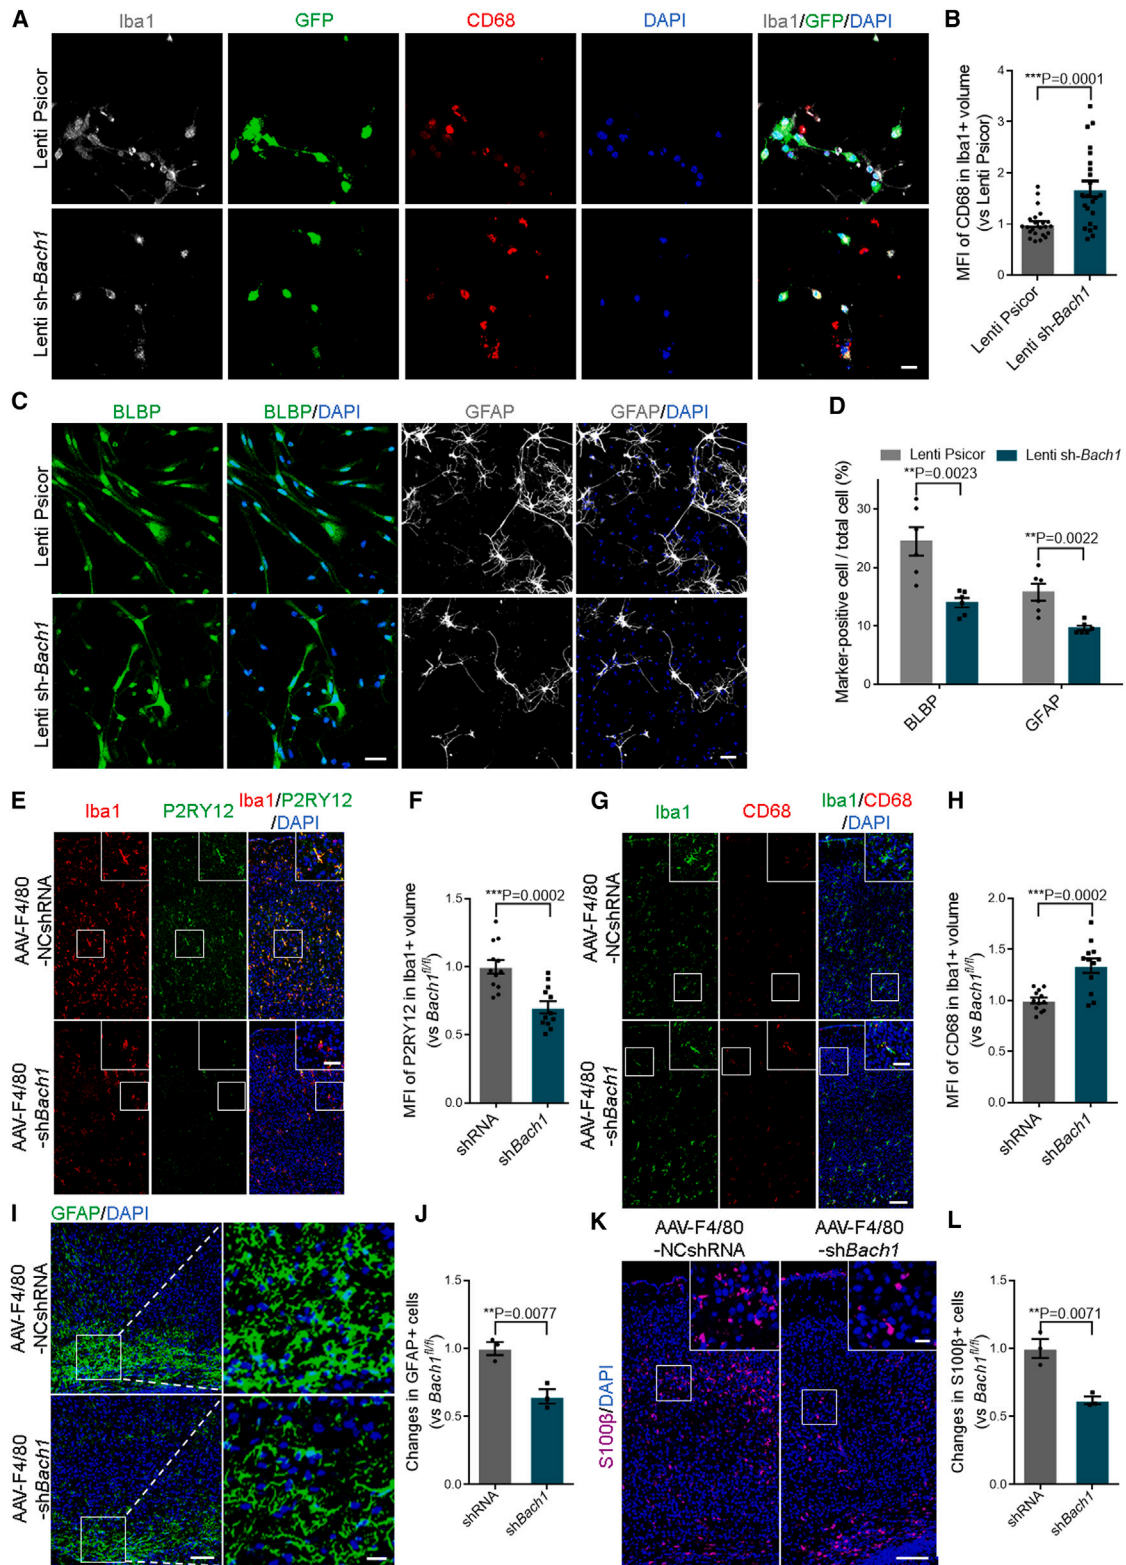 A
Iba1 GFP CD68 DAPI Iba1/GFP/DAPI
Lenti Psicor
Lenti sh-Bach1
B
MFI of CD68 in Iba1+ volume
(vs Lenti Psicor)
4
3
2
1
0
***P=0.0001
Lenti Psicor
Lenti sh-Bach1
C
BLBP BLBP/DAPI GFAP GFAP/DAPI
Lenti Psicor
Lenti sh-Bach1
D
Lenti Psicor Lenti sh-Bach1
Marker-positive cell / total cell (%)
30
20
10
0
**P=0.0023
**P=0.0022
BLBP
GFAP
E
Iba1 P2RY12 Iba1/P2RY12
/DAPI
AAV-F4/80
-NCshRNA
AAV-F4/80
-shBach1
F
MFI of P2RY12 in Iba1+ volume
(vs Bach1fl/fl)
1.5
1.0
0.5
0.0
***P=0.0002
shRNA
shBach1
G
Iba1 CD68 Iba1/CD68
/DAPI
AAV-F4/80
-NCshRNA
AAV-F4/80
-shBach1
H
MFI of CD68 in Iba1+ volume
(vs Bach1fl/fl)
2.0
1.5
1.0
0.5
0.0
***P=0.0002
shRNA
shBach1
I
GFAP/DAPI
AAV-F4/80
-NCshRNA
AAV-F4/80
-shBach1
J
Changes in GFAP+ cells
(vs Bach1fl/fl)
1.5
1.0
0.5
0.0
**P=0.0077
shRNA
shBach1
K
AAV-F4/80
-NCshRNA
AAV-F4/80
-shBach1
S100β/DAPI
L
Changes in S100β+ cells
(vs Bach1fl/fl)
1.5
1.0
0.5
0.0
**P=0.0071
shRNA
shBach1